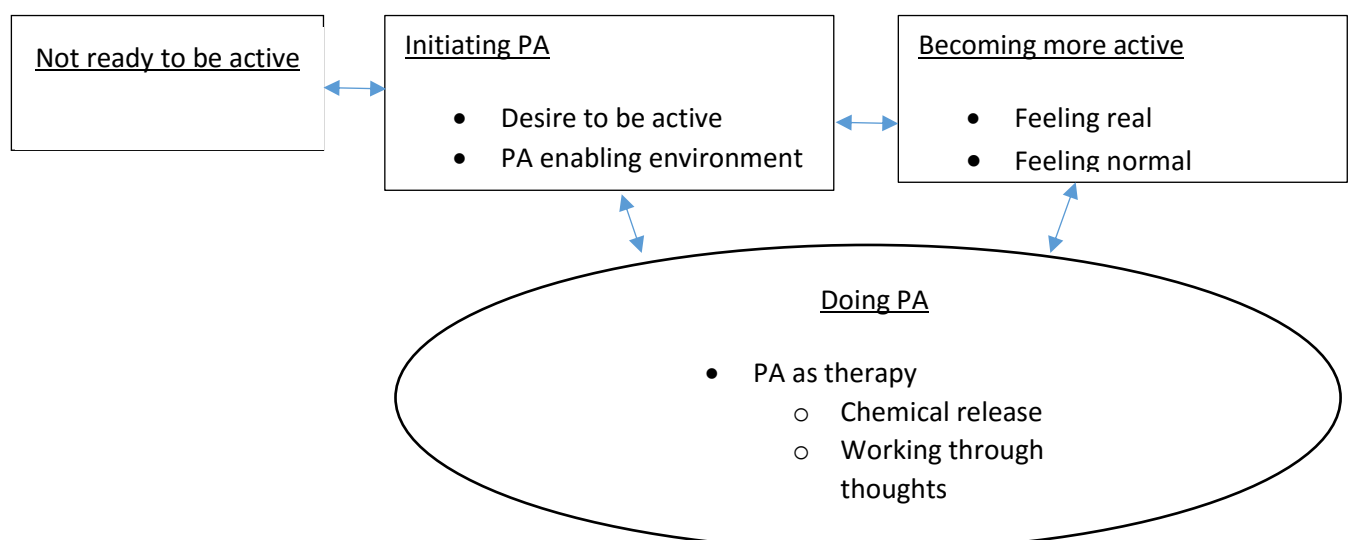 Not ready to be active
Initiating PA
• Desire to be active
• PA enabling environment
Becoming more active
• Feeling real
• Feeling normal
Doing PA
• PA as therapy
o Chemical release
o Working through
thoughts